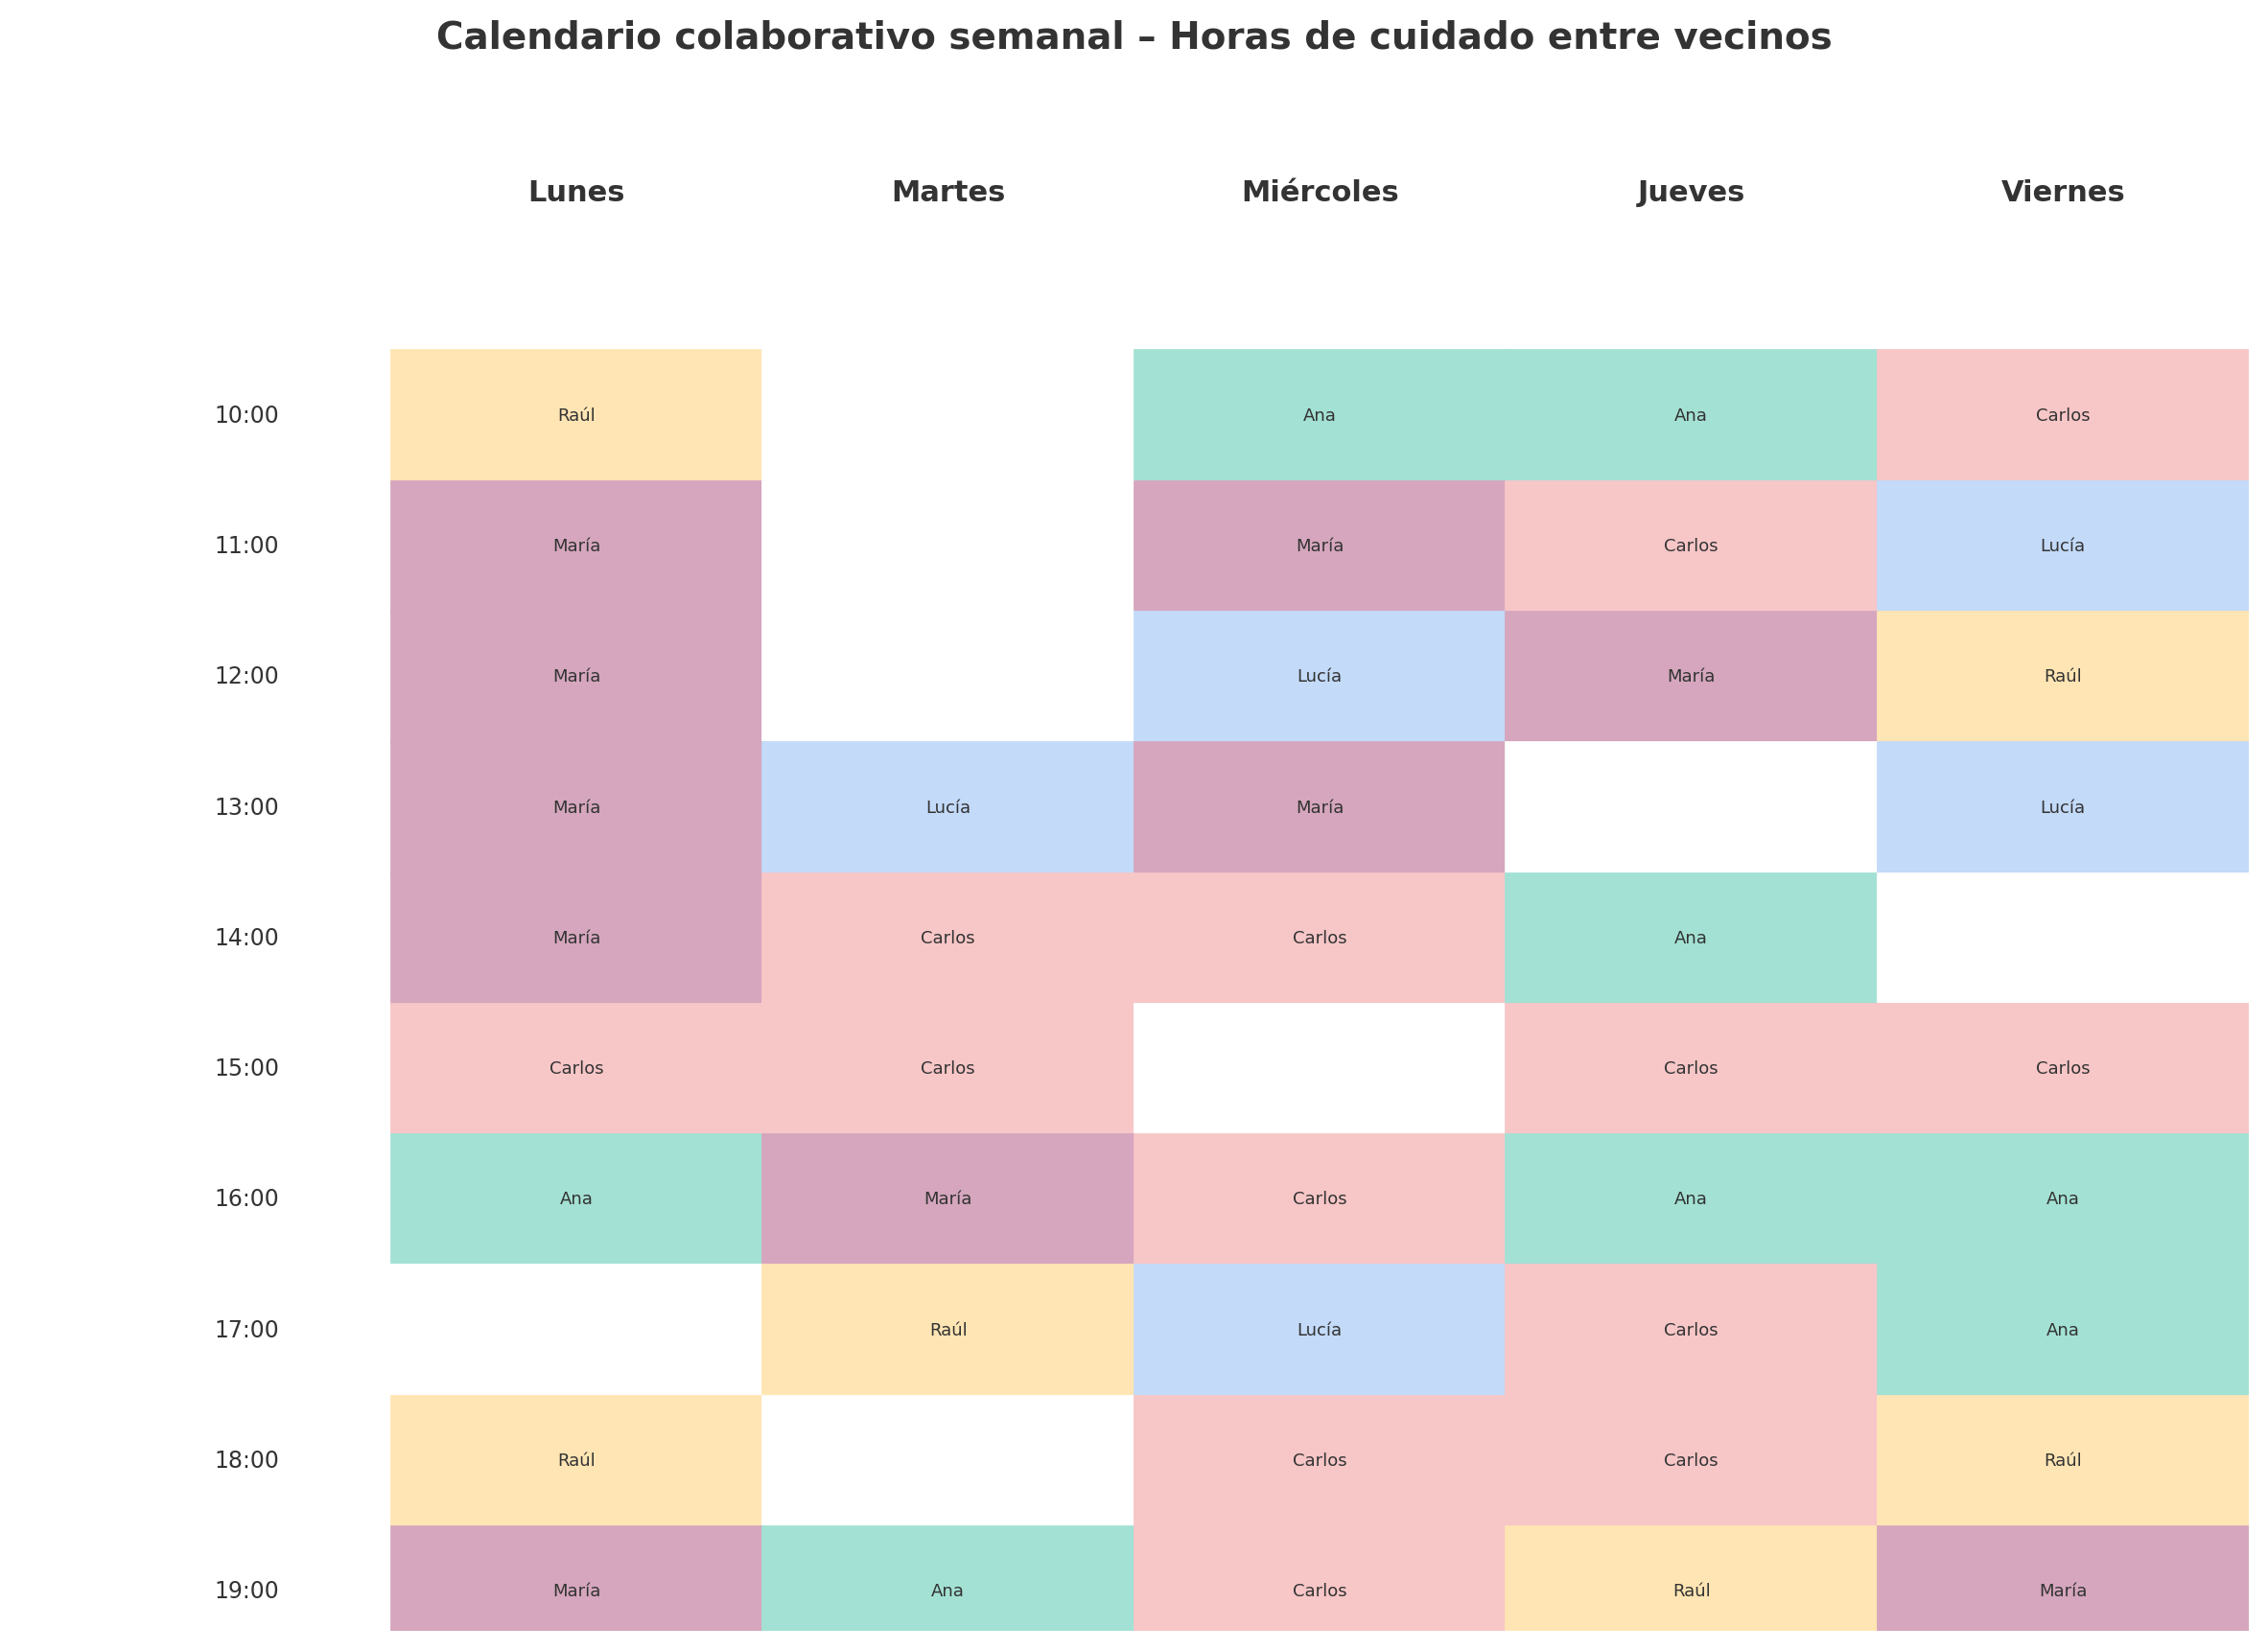 Calendario colaborativo semanal – Horas de cuidado entre vecinos
Lunes Martes Miércoles Jueves Viernes
10:00 Raúl Ana Ana Carlos
11:00 María María Carlos Lucía
12:00 María Lucía María Raúl
13:00 María Lucía María Lucía
14:00 María Carlos Carlos Ana
15:00 Carlos Carlos Carlos Carlos
16:00 Ana María Carlos Ana Ana
17:00 Raúl Lucía Carlos Ana
18:00 Raúl Carlos Carlos Raúl
19:00 María Ana Carlos Raúl María